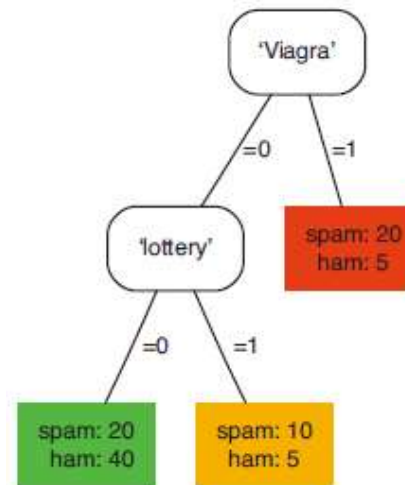 'Viagra'
=0
=1
'lottery'
spam: 20
ham: 5
=0
=1
spam: 20
ham: 40
spam: 10
ham: 5